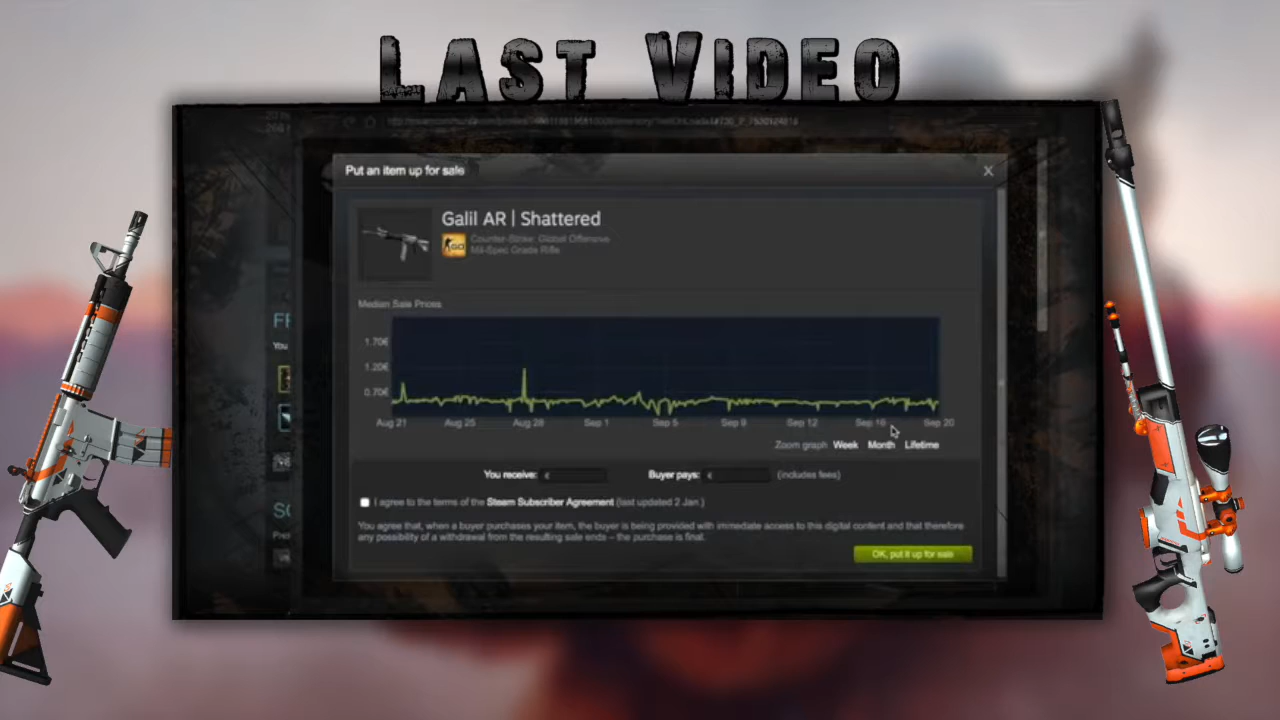 LAST VIDEO
Put an item up for sale
Galil AR | Shattered
Counter-Strike: Global Offensive
Mil-Spec Grade Rifle
Median Sale Prices
1.70€
1.20€
0.70€
Aug 21 Aug 25 Aug 28 Sep 1 Sep 5 Sep 9 Sep 12 Sep 16 Sep 20
Zoom graph Week Month Lifetime
You receive: € Buyer pays: € (includes fees)
I agree to the terms of the Steam Subscriber Agreement (last updated 2 Jan.)
You agree that, when a buyer purchases your item, the buyer is being provided with immediate access to this digital content and that therefore
any possibility of a withdrawal from the resulting sale ends – the purchase is final.
OK, put it up for sale